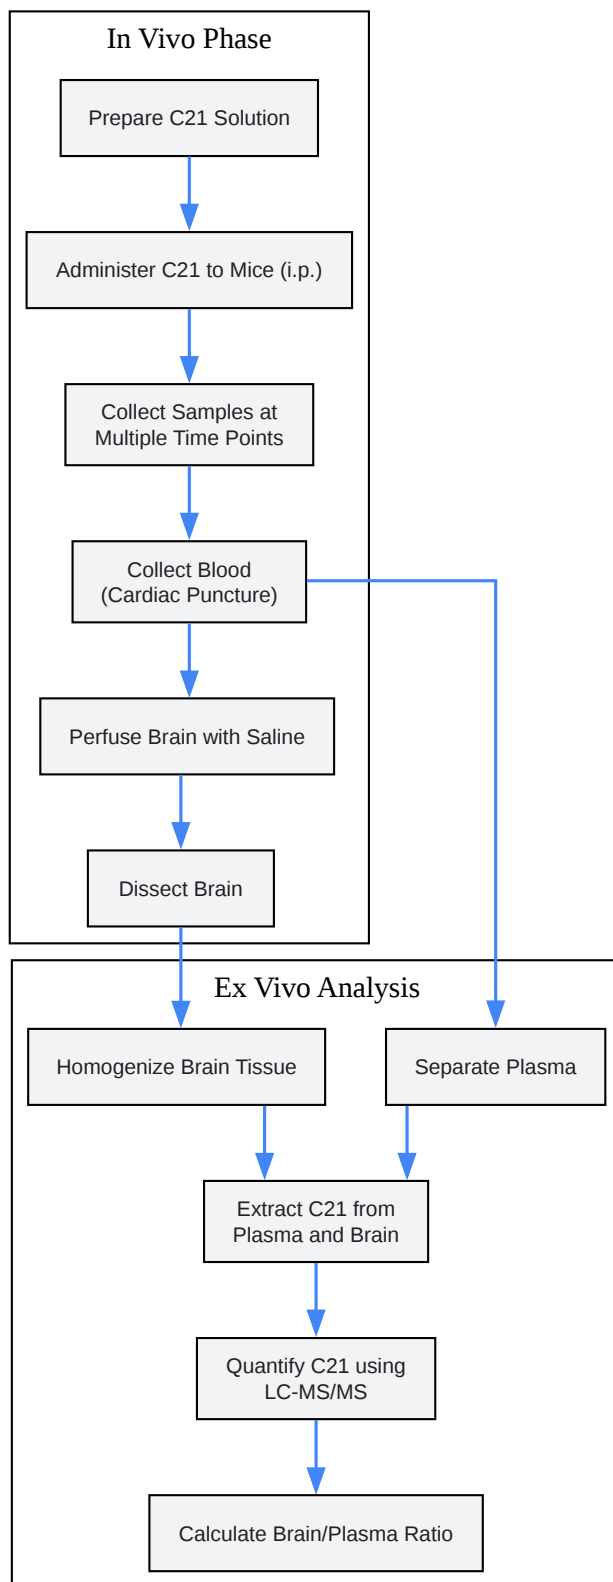 In Vivo Phase
Prepare C21 Solution
Administer C21 to Mice (i.p.)
Collect Samples at
Multiple Time Points
Collect Blood
(Cardiac Puncture)
Perfuse Brain with Saline
Dissect Brain
Ex Vivo Analysis
Homogenize Brain Tissue
Separate Plasma
Extract C21 from
Plasma and Brain
Quantify C21 using
LC-MS/MS
Calculate Brain/Plasma Ratio